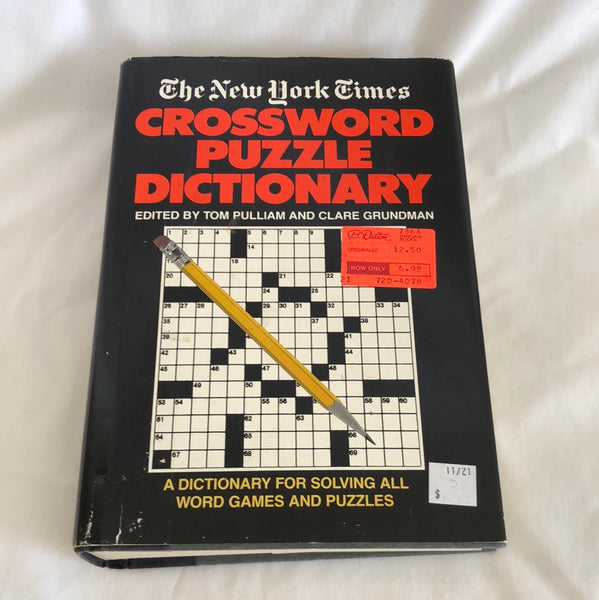 The New York Times
CROSSWORD
PUZZLE
DICTIONARY
EDITED BY TOM PULLIAM AND CLARE GRUNDMAN
B. Dalton
ORIGINALLY 12.50
NOW ONLY 6.98
720-4078
A DICTIONARY FOR SOLVING ALL
WORD GAMES AND PUZZLES
11/21
$